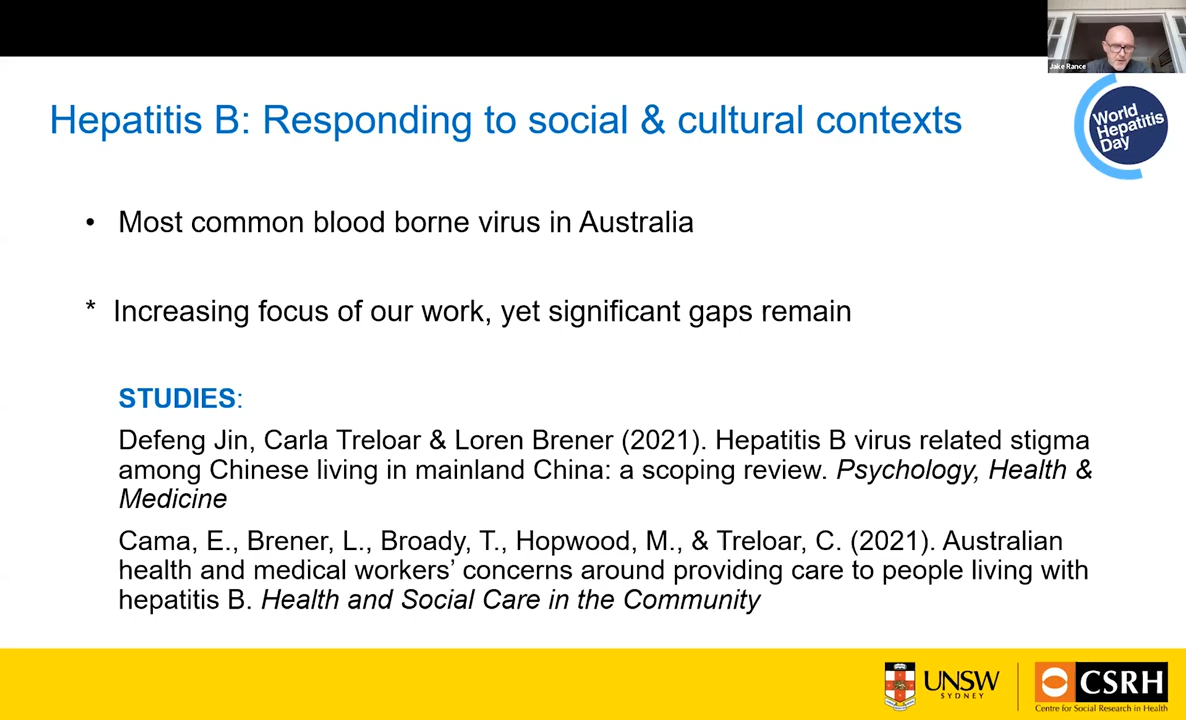 Jake Rance
Hepatitis B: Responding to social & cultural contexts
World
Hepatitis
Day
• Most common blood borne virus in Australia
* Increasing focus of our work, yet significant gaps remain
STUDIES:
Defeng Jin, Carla Treloar & Loren Brener (2021). Hepatitis B virus related stigma
among Chinese living in mainland China: a scoping review. Psychology, Health &
Medicine
Cama, E., Brener, L., Broady, T., Hopwood, M., & Treloar, C. (2021). Australian
health and medical workers’ concerns around providing care to people living with
hepatitis B. Health and Social Care in the Community
UNSW
SYDNEY
CSRH
Centre for Social Research in Health